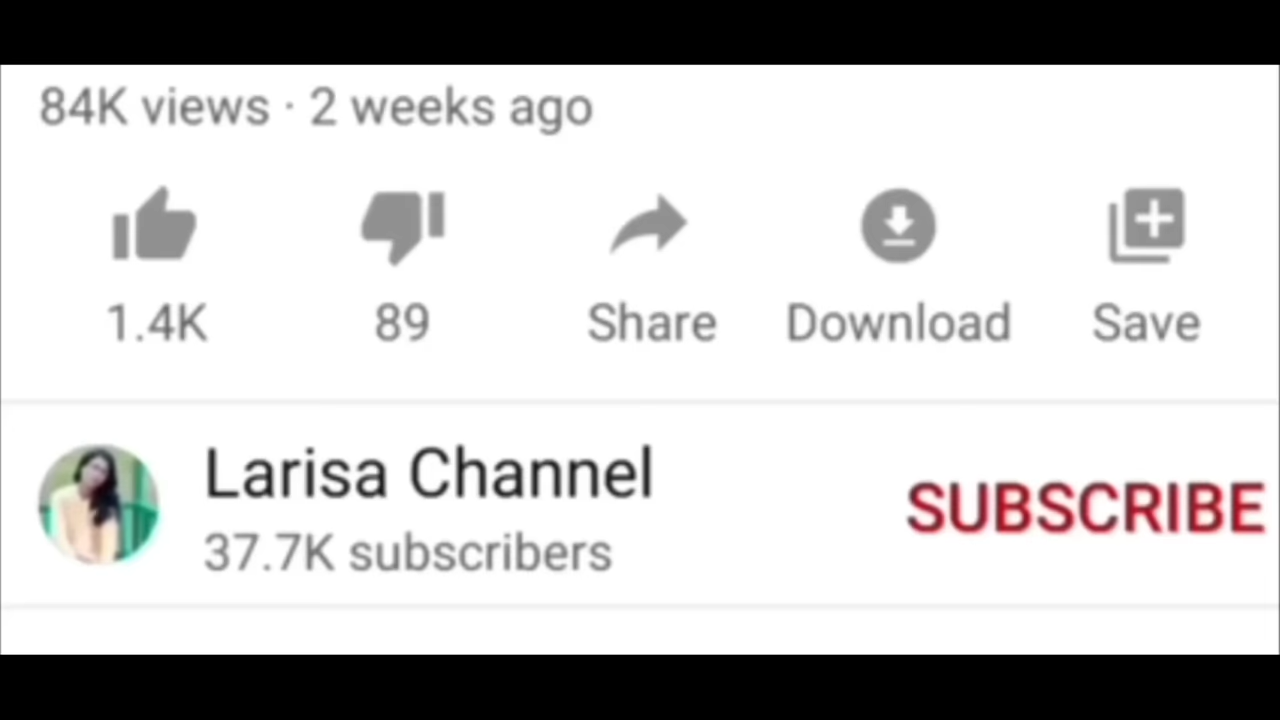 84K views · 2 weeks ago
1.4K 89 Share Download Save
Larisa Channel
SUBSCRIBE
37.7K subscribers